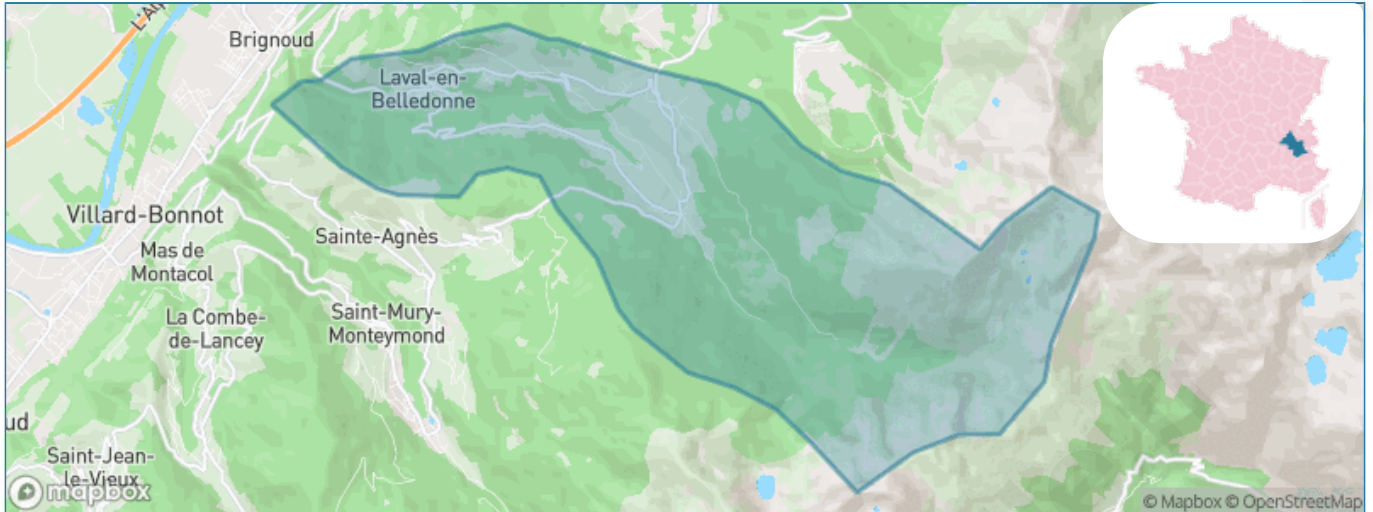 L'Al
Brignoud
Laval-en-
Belledonne
Villard-Bonnot
Mas de
Montacol
Sainte-Agnès
La Combe-
de-Lancey
Saint-Mury-
Monteymond
ud
Saint-Jean-
le-Vieux
mapbox
© Mapbox © OpenStreetMap